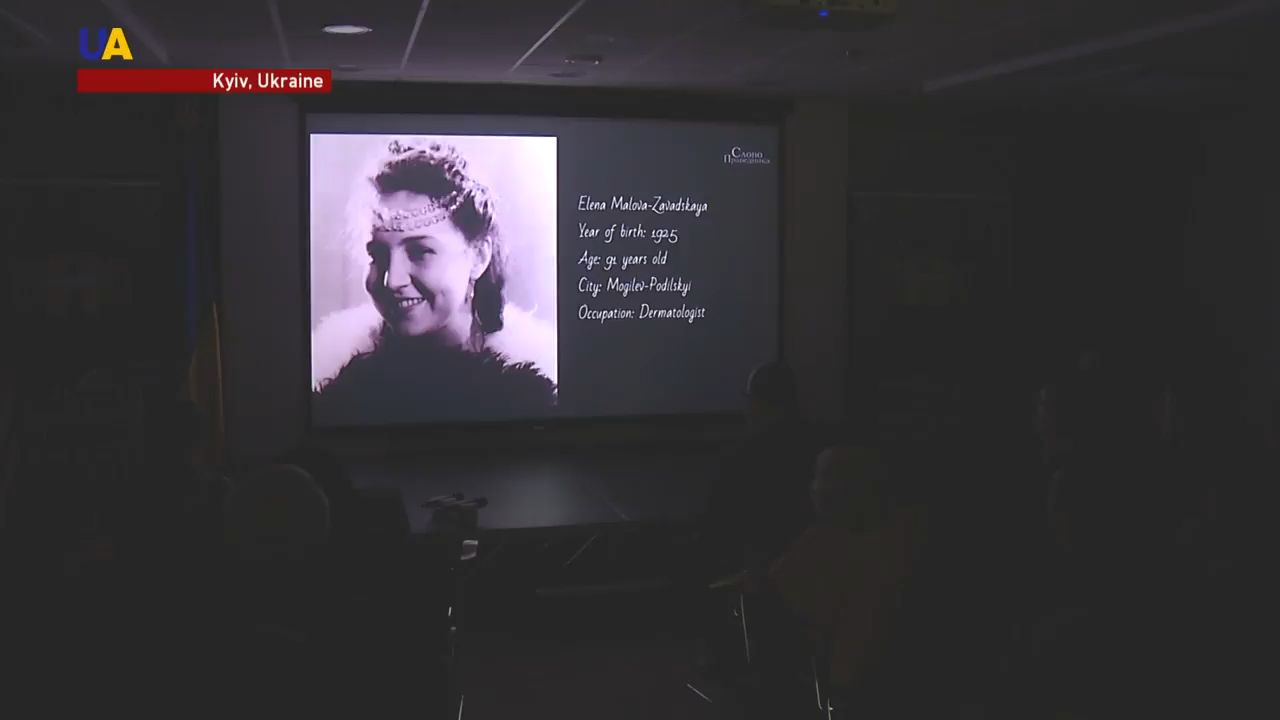 UA
Kyiv, Ukraine
Слово
Праведника
Elena Malova-Zavadskaya
Year of birth: 1925
Age: 91 years old
City: Mogilev-Podilskyi
Occupation: Dermatologist